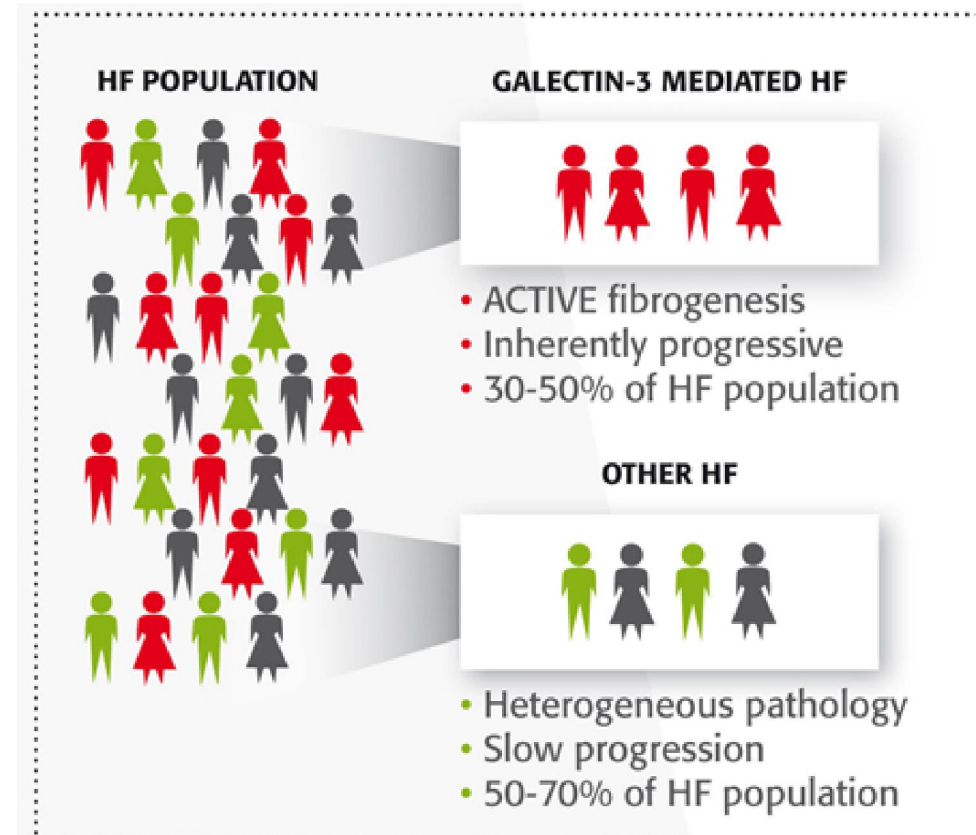 HF POPULATION
GALECTIN-3 MEDIATED HF
• ACTIVE fibrogenesis
• Inherently progressive
• 30-50% of HF population
OTHER HF
• Heterogeneous pathology
• Slow progression
• 50-70% of HF population